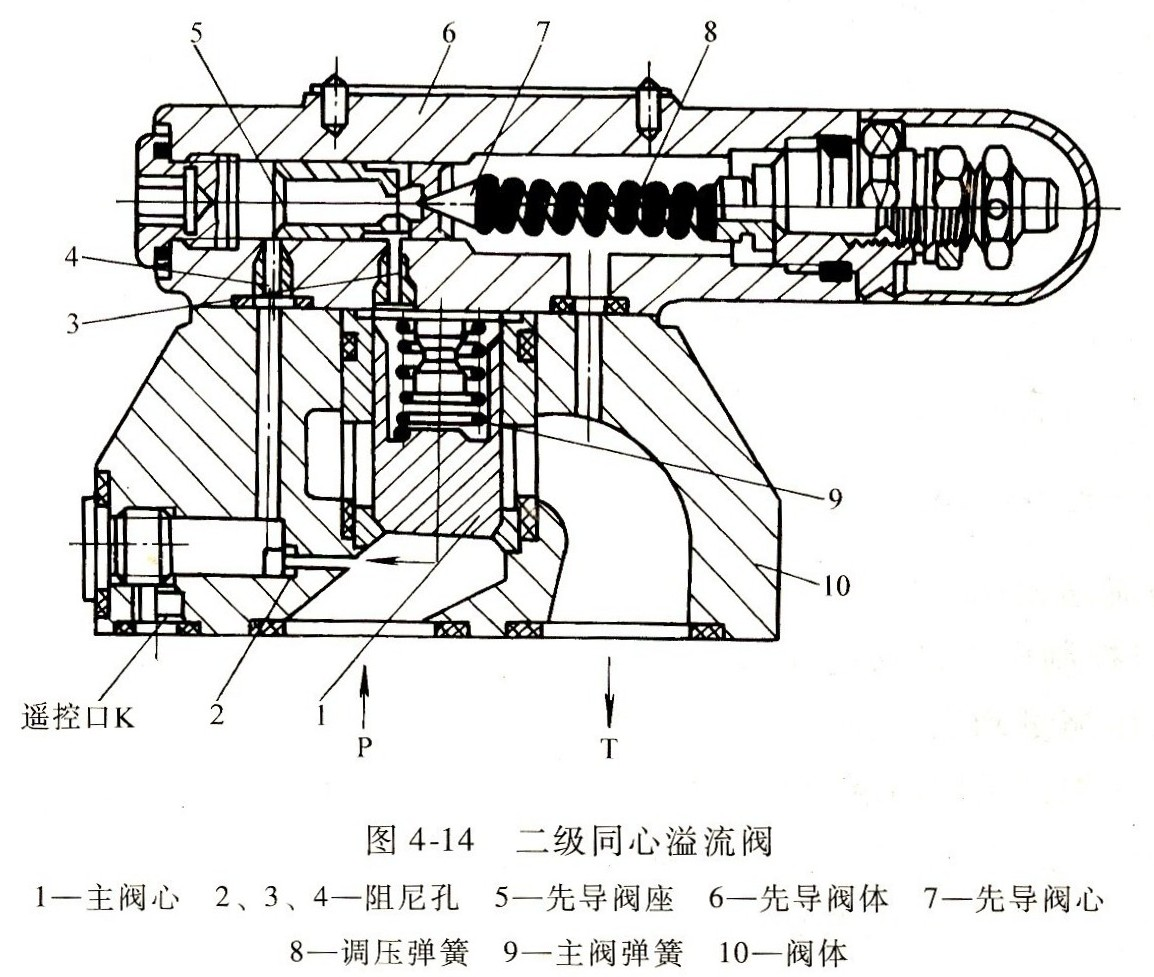 5 6 7 8
4
3
9
10
遥控口K 2 1
P T
图 4-14 二级同心溢流阀
1—主阀心 2、3、4—阻尼孔 5—先导阀座 6—先导阀体 7—先导阀心
8—调压弹簧 9—主阀弹簧 10—阀体